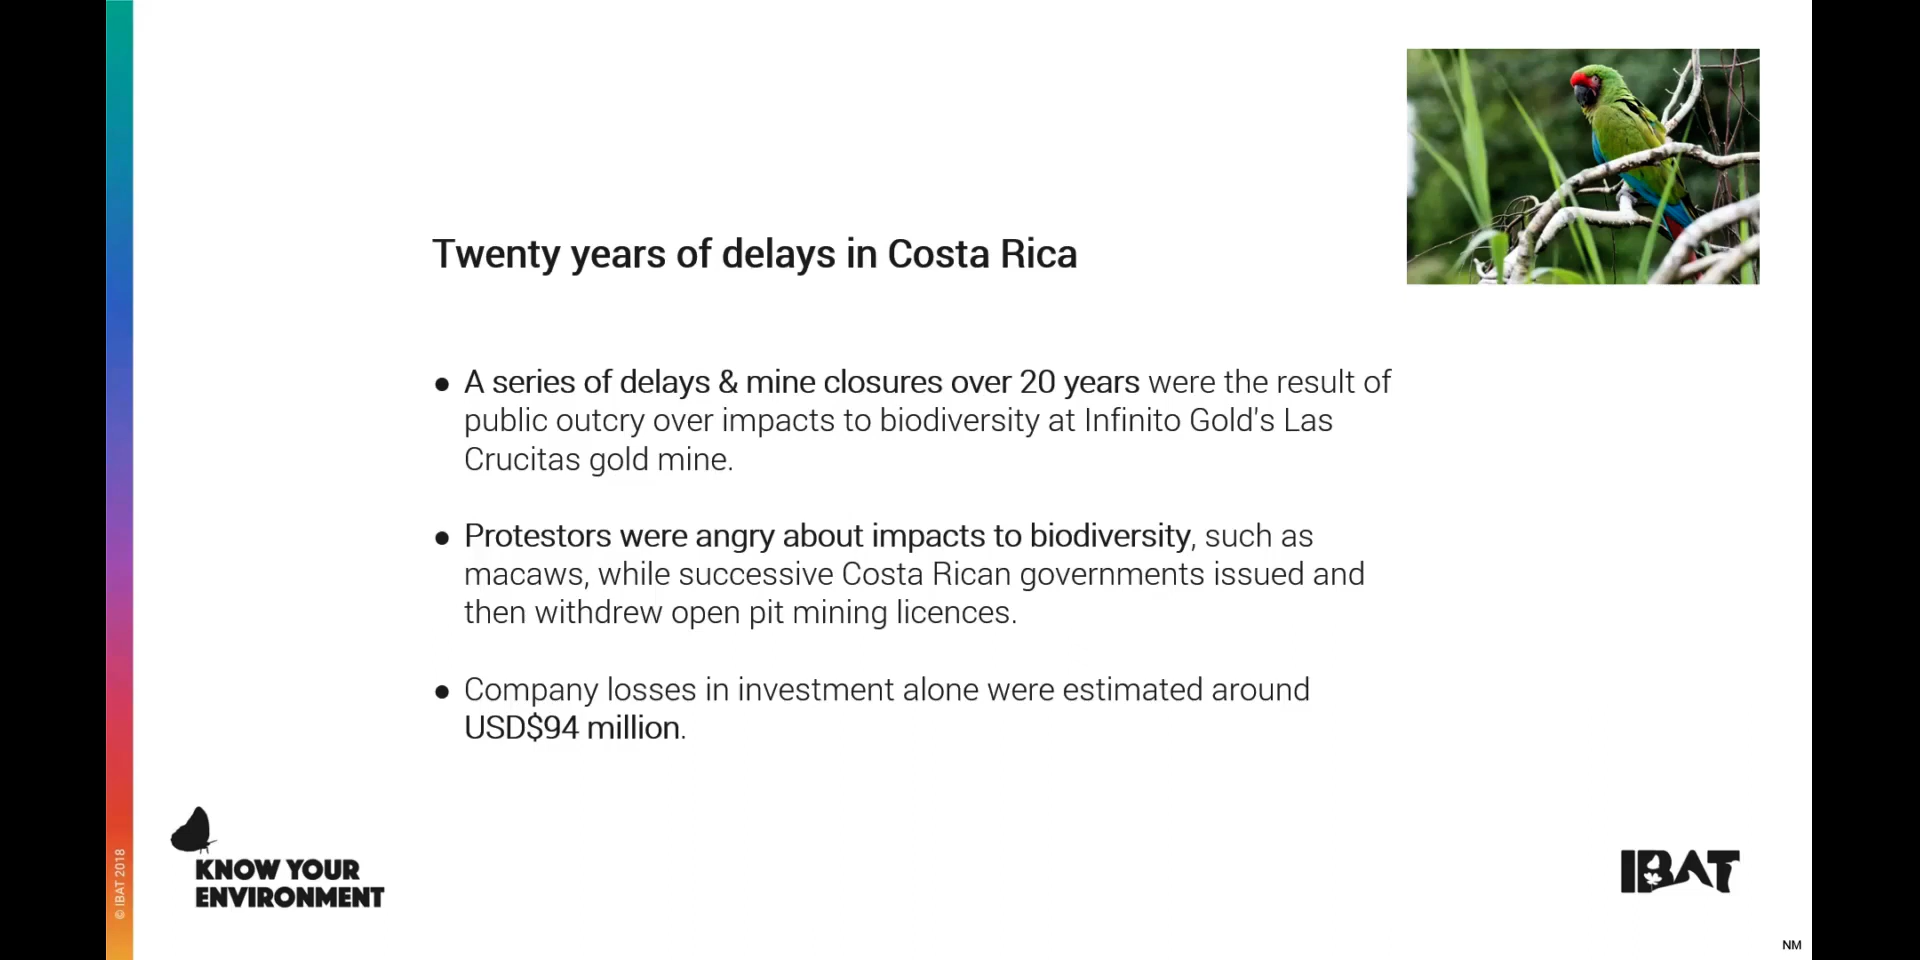 Twenty years of delays in Costa Rica
● A series of delays & mine closures over 20 years were the result of
public outcry over impacts to biodiversity at Infinito Gold's Las
Crucitas gold mine.
● Protestors were angry about impacts to biodiversity, such as
macaws, while successive Costa Rican governments issued and
then withdrew open pit mining licences.
● Company losses in investment alone were estimated around
USD$94 million.
© IBAT 2018
KNOW YOUR
ENVIRONMENT
IBAT
NM